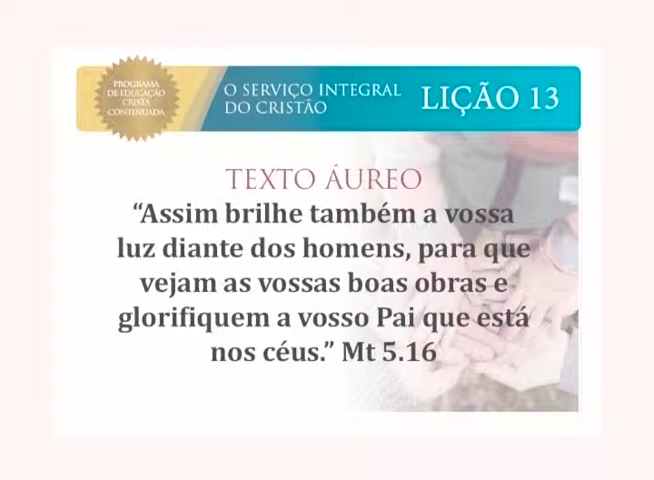 PROGRAMA
DE EDUCAÇÃO
CRISTÃ
CONTINUADA
O SERVIÇO INTEGRAL
DO CRISTÃO
LIÇÃO 13
TEXTO ÁUREO
“Assim brilhe também a vossa
luz diante dos homens, para que
vejam as vossas boas obras e
glorifiquem a vosso Pai que está
nos céus.” Mt 5.16